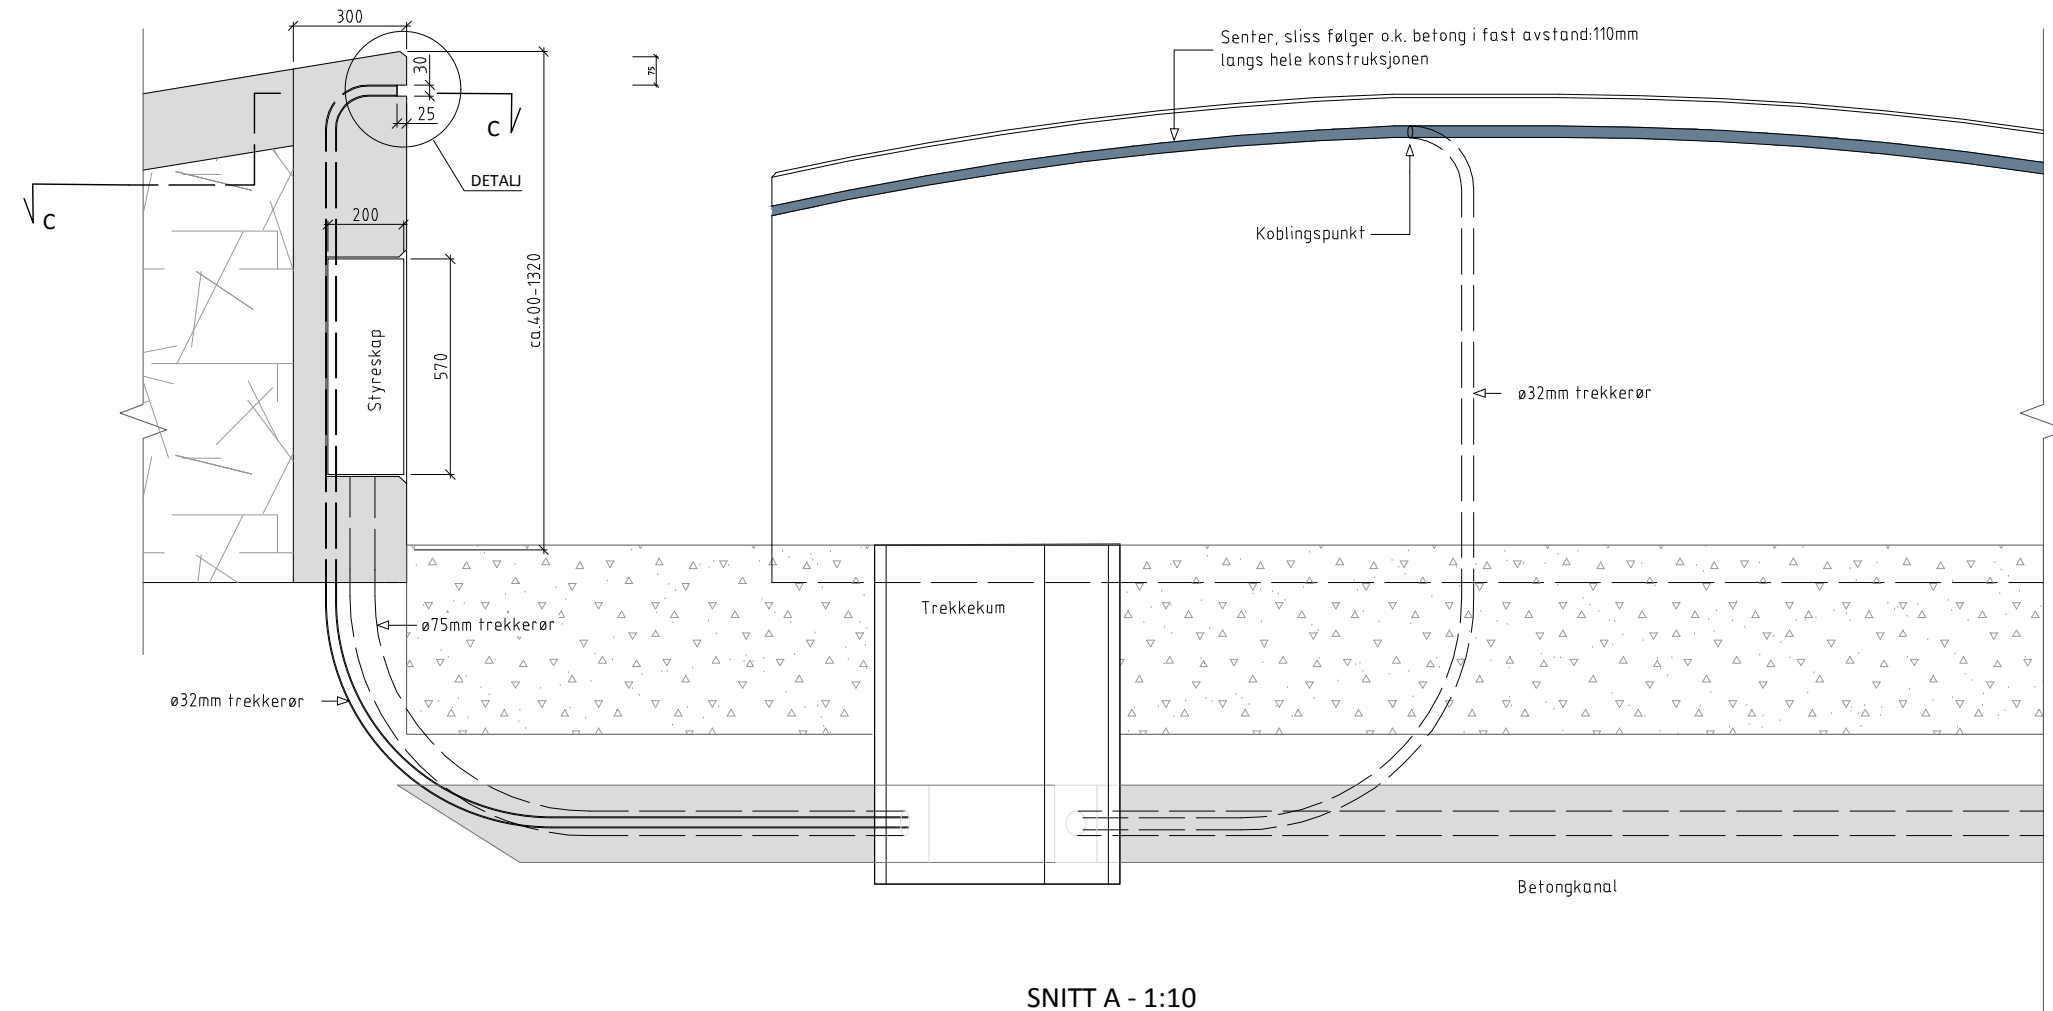 300
Senter, sliss følger o.k. betong i fast avstand:110mm
langs hele konstruksjonen
30
75
25
C
DETALJ
C
200
Koblingspunkt
ca.400-1320
Styreskap
570
ø32mm trekkerør
Trekkekum
ø75mm trekkerør
ø32mm trekkerør
Betongkanal
SNITT A - 1:10